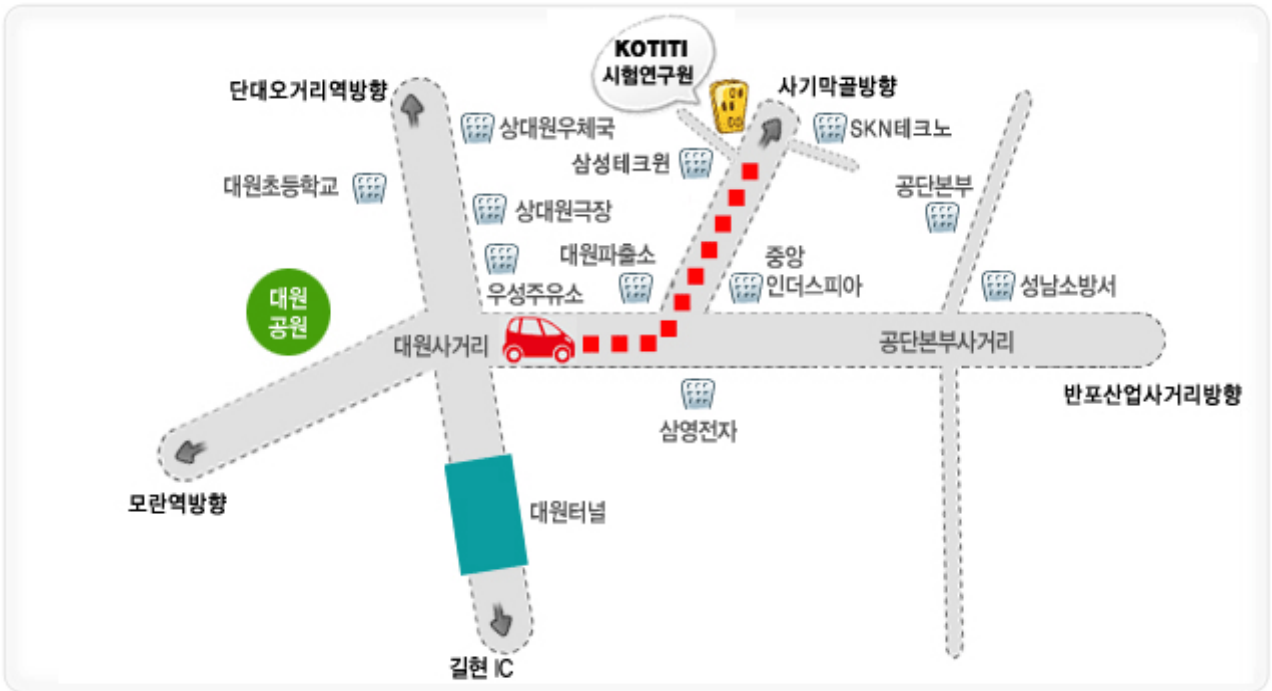 KOTITI
시험연구원
단대오거리역방향
사기막골방향
상대원우체국
SKN테크노
삼성테크윈
대원초등학교
공단본부
상대원극장
대원파출소
중앙
인더스피아
우성주유소
성남소방서
대원
공원
대원사거리
공단본부사거리
반포산업사거리방향
삼영전자
모란역방향
대원터널
길현 IC